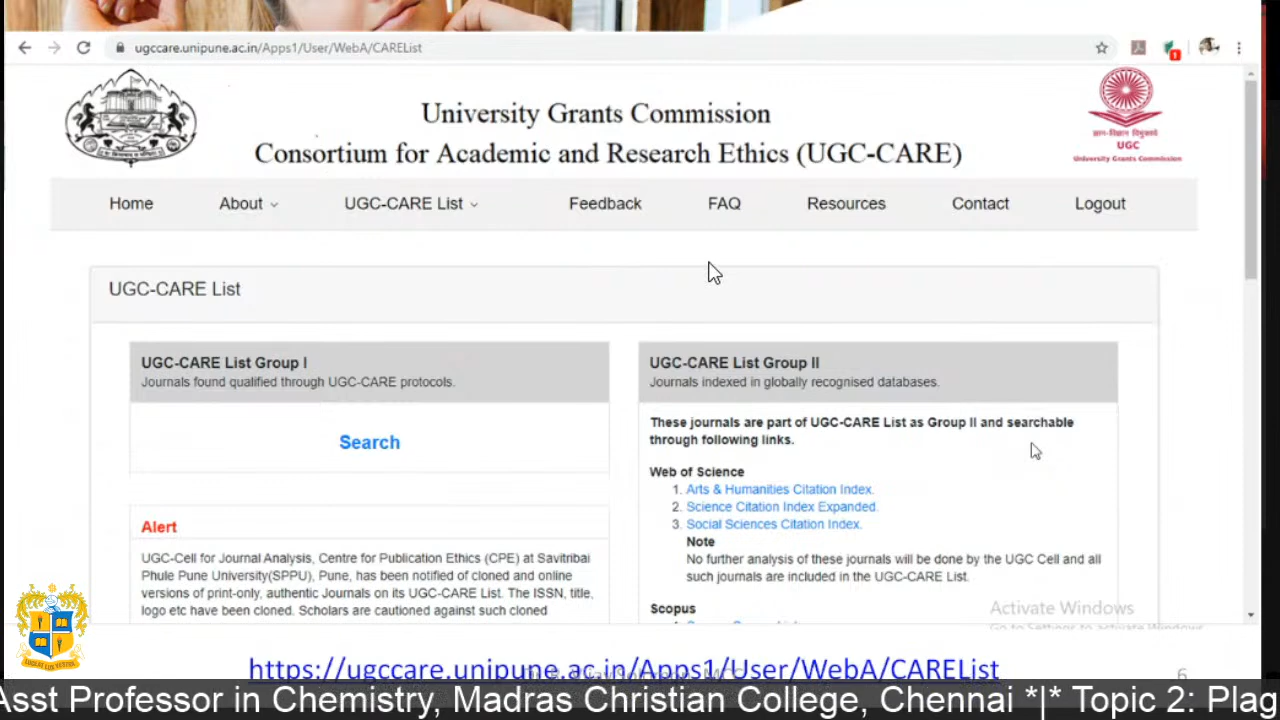 ugccare.unipune.ac.in/Apps1/User/WebA/CAREList
1
University Grants Commission
Consortium for Academic and Research Ethics (UGC-CARE)
ज्ञान-विज्ञान विमुक्तये
UGC
University Grants Commission
Home About UGC-CARE List Feedback FAQ Resources Contact Logout
UGC-CARE List
UGC-CARE List Group I
Journals found qualified through UGC-CARE protocols.
Search
Alert
UGC-Cell for Journal Analysis, Centre for Publication Ethics (CPE) at Savitribai
Phule Pune University(SPPU), Pune, has been notified of cloned and online
versions of print-only, authentic Journals on its UGC-CARE List. The ISSN, title,
logo etc have been cloned. Scholars are cautioned against such cloned
UGC-CARE List Group II
Journals indexed in globally recognised databases.
These journals are part of UGC-CARE List as Group II and searchable
through following links.
Web of Science
1. Arts & Humanities Citation Index.
2. Science Citation Index Expanded.
3. Social Sciences Citation Index.
Note
No further analysis of these journals will be done by the UGC Cell and all
such journals are included in the UGC-CARE List.
Scopus
Activate Windows
Go to Settings to activate Windows.
https://ugccare.unipune.ac.in/Apps1/User/WebA/CAREList
6
Asst Professor in Chemistry, Madras Christian College, Chennai *|* Topic 2: Plag